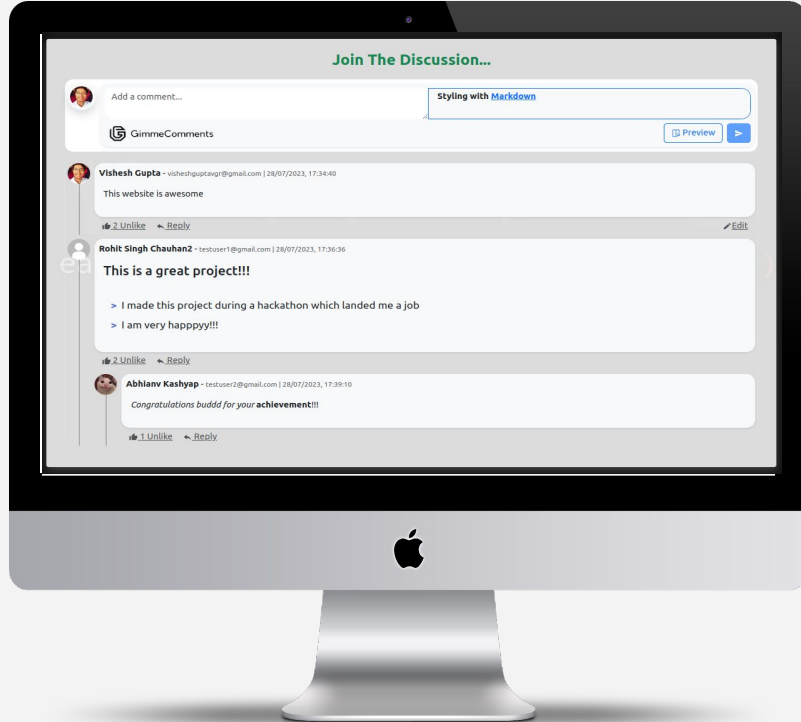 Join The Discussion...
Add a comment...
Styling with Markdown
GimmeComments
Preview
Vishesh Gupta - visheshguptavgr@gmail.com | 28/07/2023, 17:34:40
This website is awesome
2 Unlike Reply Edit
Rohit Singh Chauhan2 - testuser1@gmail.com | 28/07/2023, 17:36:36
ea
This is a great project!!!
> I made this project during a hackathon which landed me a job
> I am very happpyy!!!
2 Unlike Reply
Abhianv Kashyap - testuser2@gmail.com | 28/07/2023, 17:39:10
Congratulations buddd for your achievement!!!
1 Unlike Reply